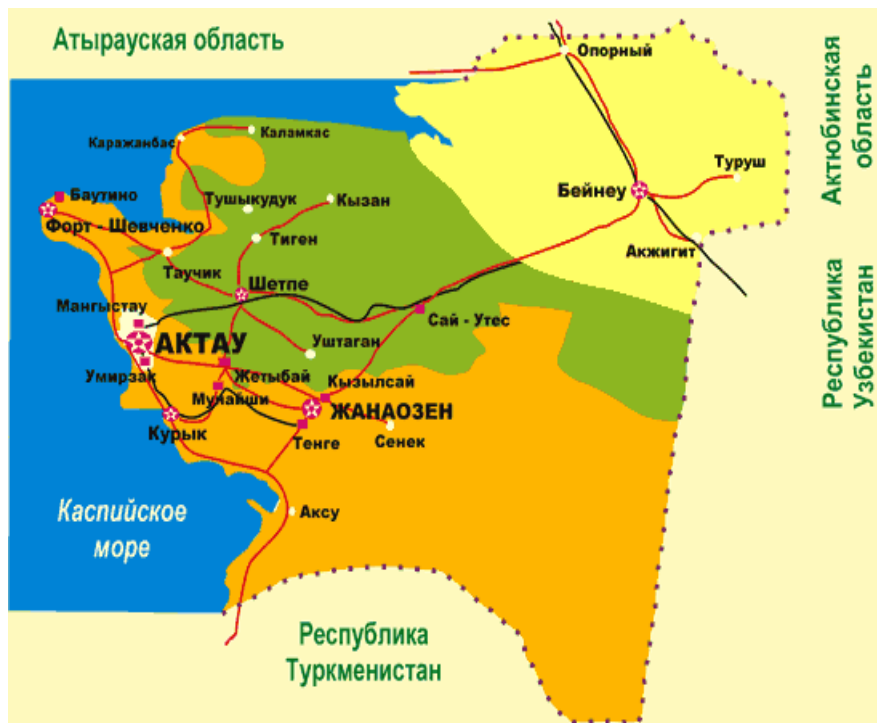 Атырауская область
Опорный
Актюбинская
область
Каламкас
Каражанбас
Туруш
Бейнеу
Баутино
Тушыкудук
Кызан
Форт - Шевченко
Тиген
Акжигит
Таучик
Шетпе
Мангыстау
Сай - Утес
Республика
Узбекистан
АКТАУ
Уштаган
Умирзак
Жетыбай
Кызылсай
Мунайши
ЖАНАОЗЕН
Курык
Тенге
Сенек
Каспийское
море
Аксу
Республика
Туркменистан